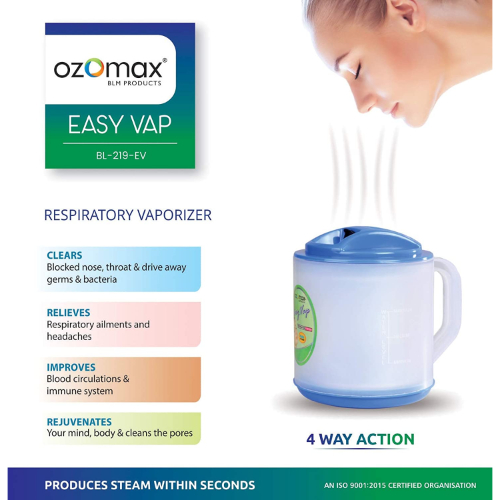 ozomax®
BLM PRODUCTS
EASY VAP
BL-219-EV
RESPIRATORY VAPORIZER
CLEARS
Blocked nose, throat & drive away
germs & bacteria
RELIEVES
Respiratory ailments and
headaches
IMPROVES
Blood circulations &
immune system
REJUVENATES
Your mind, body & cleans the pores
4 WAY ACTION
PRODUCES STEAM WITHIN SECONDS
AN ISO 9001:2015 CERTIFIED ORGANISATION